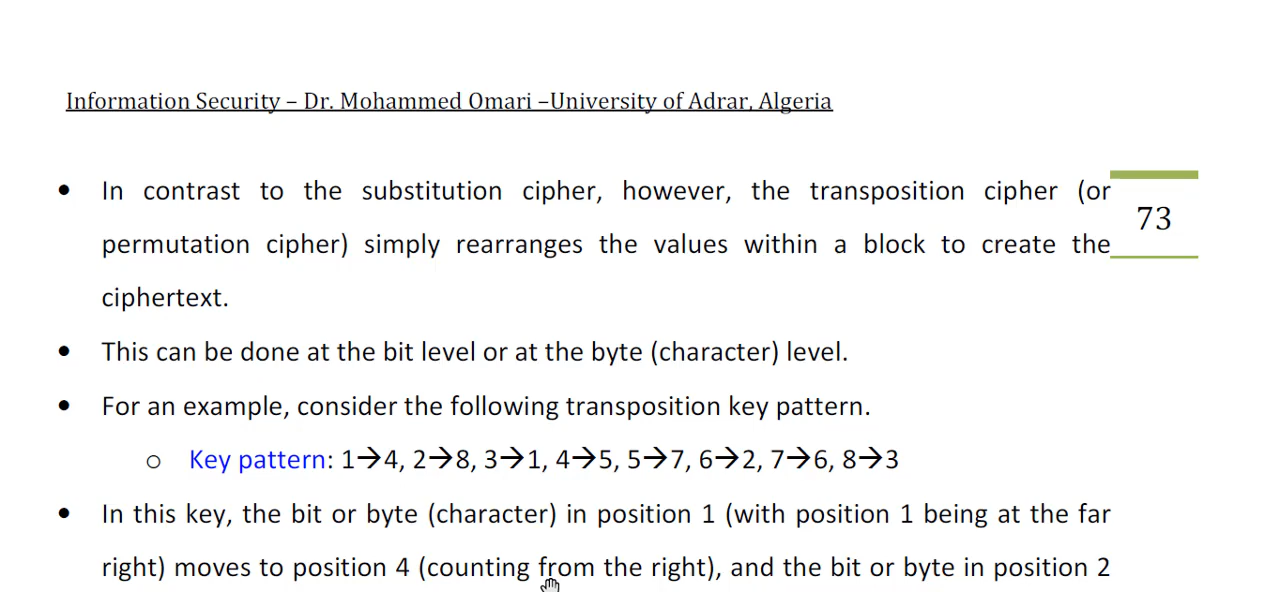 Information Security – Dr. Mohammed Omari –University of Adrar, Algeria
• In contrast to the substitution cipher, however, the transposition cipher (or
73
permutation cipher) simply rearranges the values within a block to create the
ciphertext.
• This can be done at the bit level or at the byte (character) level.
• For an example, consider the following transposition key pattern.
o Key pattern: 1→4, 2→8, 3→1, 4→5, 5→7, 6→2, 7→6, 8→3
• In this key, the bit or byte (character) in position 1 (with position 1 being at the far
right) moves to position 4 (counting from the right), and the bit or byte in position 2